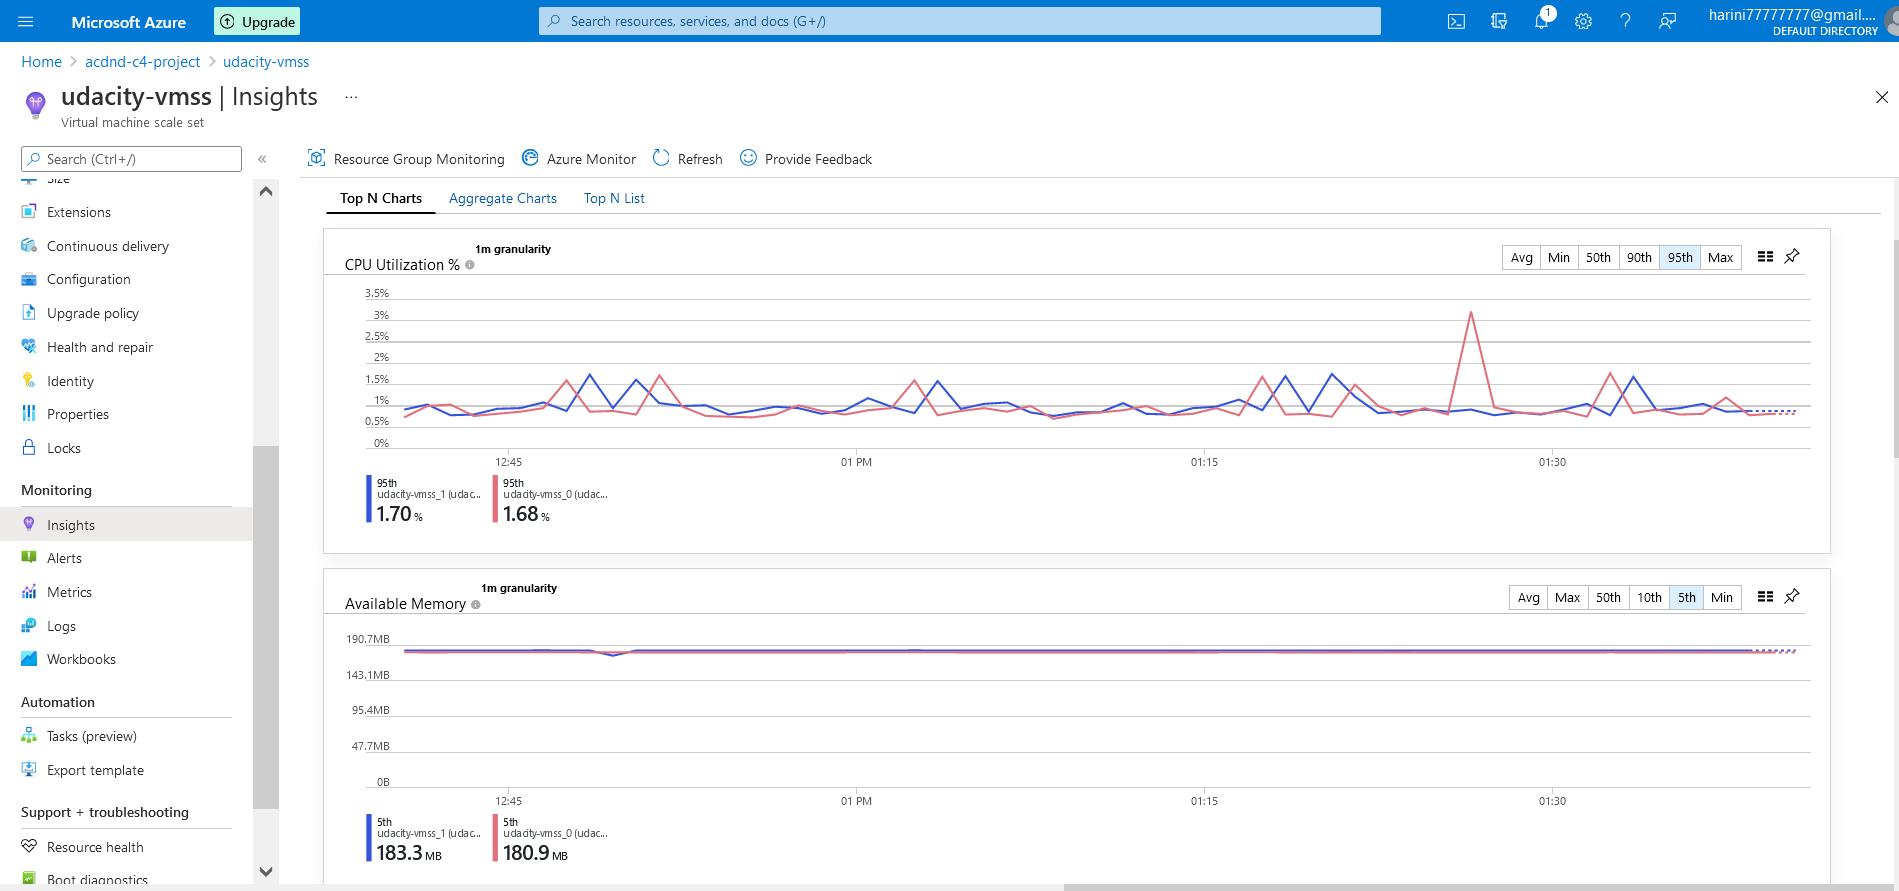 Microsoft Azure
Upgrade
Search resources, services, and docs (G+/)
1
harini77777777@gmail....
DEFAULT DIRECTORY
Home > acdnd-c4-project > udacity-vmss
udacity-vmss | Insights ...
Virtual machine scale set
Search (Ctrl+/)
«
Size
Extensions
Continuous delivery
Configuration
Upgrade policy
Health and repair
Identity
Properties
Locks
Monitoring
Insights
Alerts
Metrics
Logs
Workbooks
Automation
Tasks (preview)
Export template
Support + troubleshooting
Resource health
Boot diagnostics
Resource Group Monitoring
Azure Monitor
Refresh
Provide Feedback
Top N Charts
Aggregate Charts
Top N List
1m granularity
CPU Utilization %
Avg Min 50th 90th 95th Max
3.5%
3%
2.5%
2%
1.5%
1%
0.5%
0%
12:45 01 PM 01:15 01:30
95th
udacity-vmss_1 (udac...
1.70 %
95th
udacity-vmss_0 (udac...
1.68 %
1m granularity
Available Memory
Avg Max 50th 10th 5th Min
190.7MB
143.1MB
95.4MB
47.7MB
0B
12:45 01 PM 01:15 01:30
5th
udacity-vmss_1 (udac...
183.3 MB
5th
udacity-vmss_0 (udac...
180.9 MB